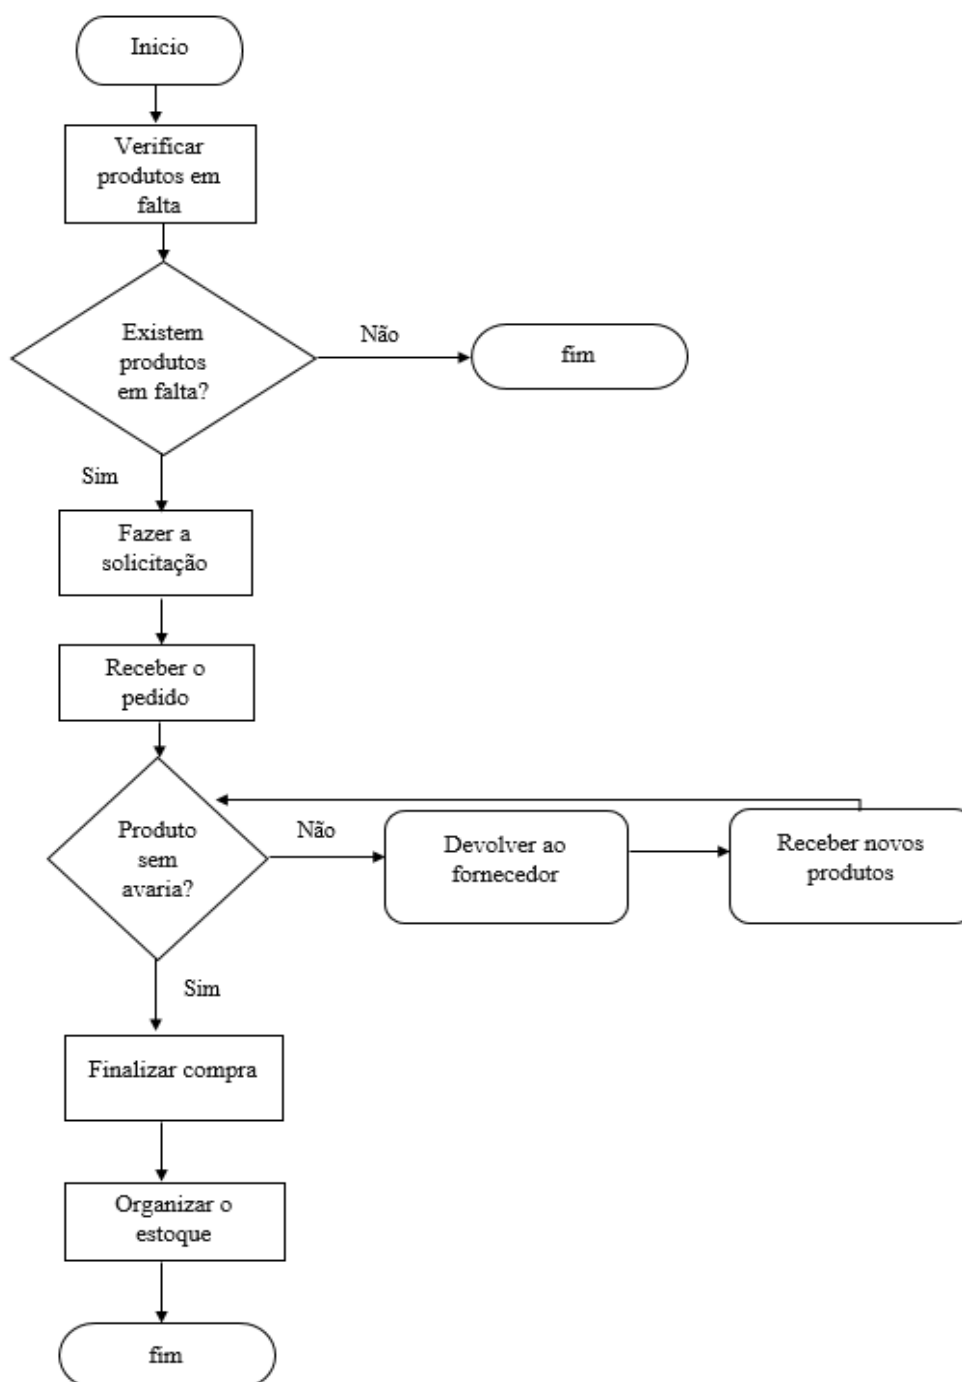 Inicio
Verificar
produtos em
falta
Existem
produtos
em falta?
Não
fim
Sim
Fazer a
solicitação
Receber o
pedido
Produto
sem
avaria?
Não
Devolver ao
fornecedor
Receber novos
produtos
Sim
Finalizar compra
Organizar o
estoque
fim